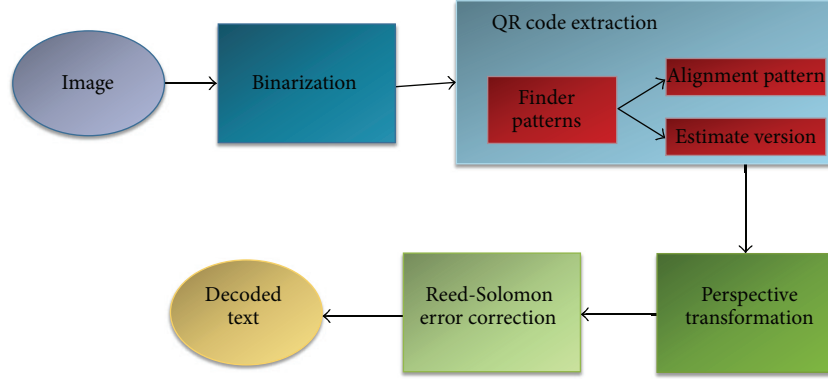 Image
Binarization
QR code extraction
Finder
patterns
Alignment pattern
Estimate version
Perspective
transformation
Reed-Solomon
error correction
Decoded
text